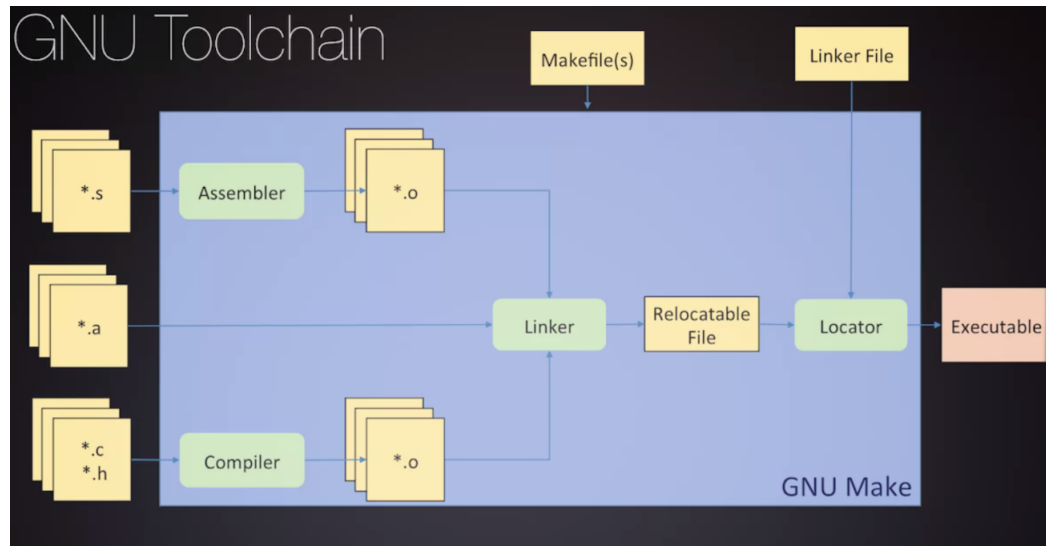 GNU Toolchain
Makefile(s)
Linker File
*.s
Assembler
*.o
*.a
Linker
Relocatable
File
Locator
Executable
*.c
*.h
Compiler
*.o
GNU Make